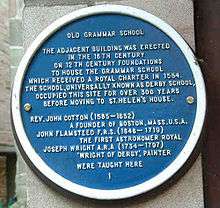 OLD GRAMMAR SCHOOL
THE ADJACENT BUILDING WAS ERECTED
IN THE 16TH CENTURY
ON 12TH CENTURY FOUNDATIONS
TO HOUSE THE GRAMMAR SCHOOL
WHICH RECEIVED A ROYAL CHARTER IN 1554.
THE SCHOOL, UNIVERSALLY KNOWN AS DERBY SCHOOL,
OCCUPIED THIS SITE FOR OVER 300 YEARS
BEFORE MOVING TO ST. HELEN'S HOUSE.
REV. JOHN COTTON (1585-1652)
A FOUNDER OF BOSTON, MASS. U.S.A.
JOHN FLAMSTEED F.R.S. (1646-1719)
THE FIRST ASTRONOMER ROYAL
JOSEPH WRIGHT A.R.A (1734-1797)
"WRIGHT OF DERBY", PAINTER
WERE TAUGHT HERE
1